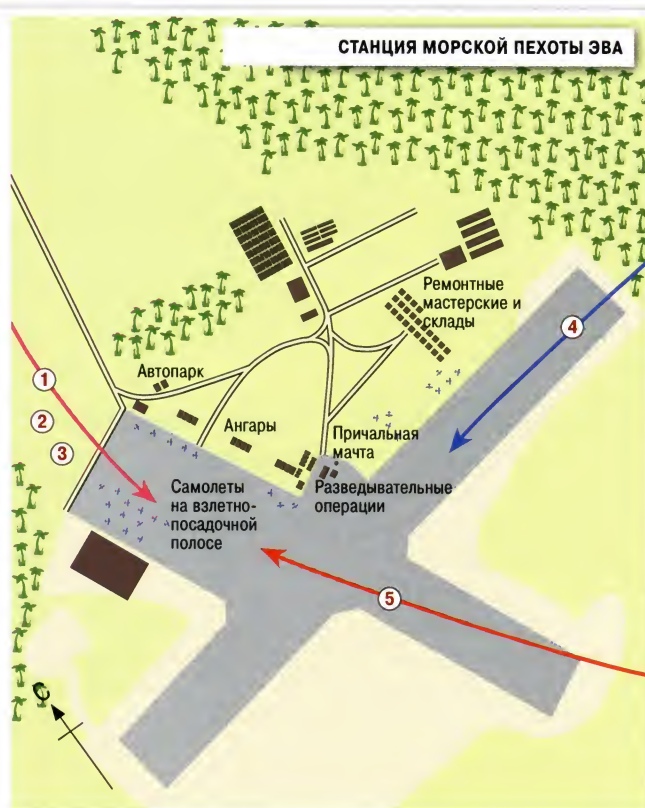 СТАНЦИЯ МОРСКОЙ ПЕХОТЫ ЭВА
Ремонтные
мастерские и
склады
4
1
Автопарк
2
Ангары
Причальная
мачта
3
Самолеты
на взлетно-
посадочной
полосе
Разведывательные
операции
5
С